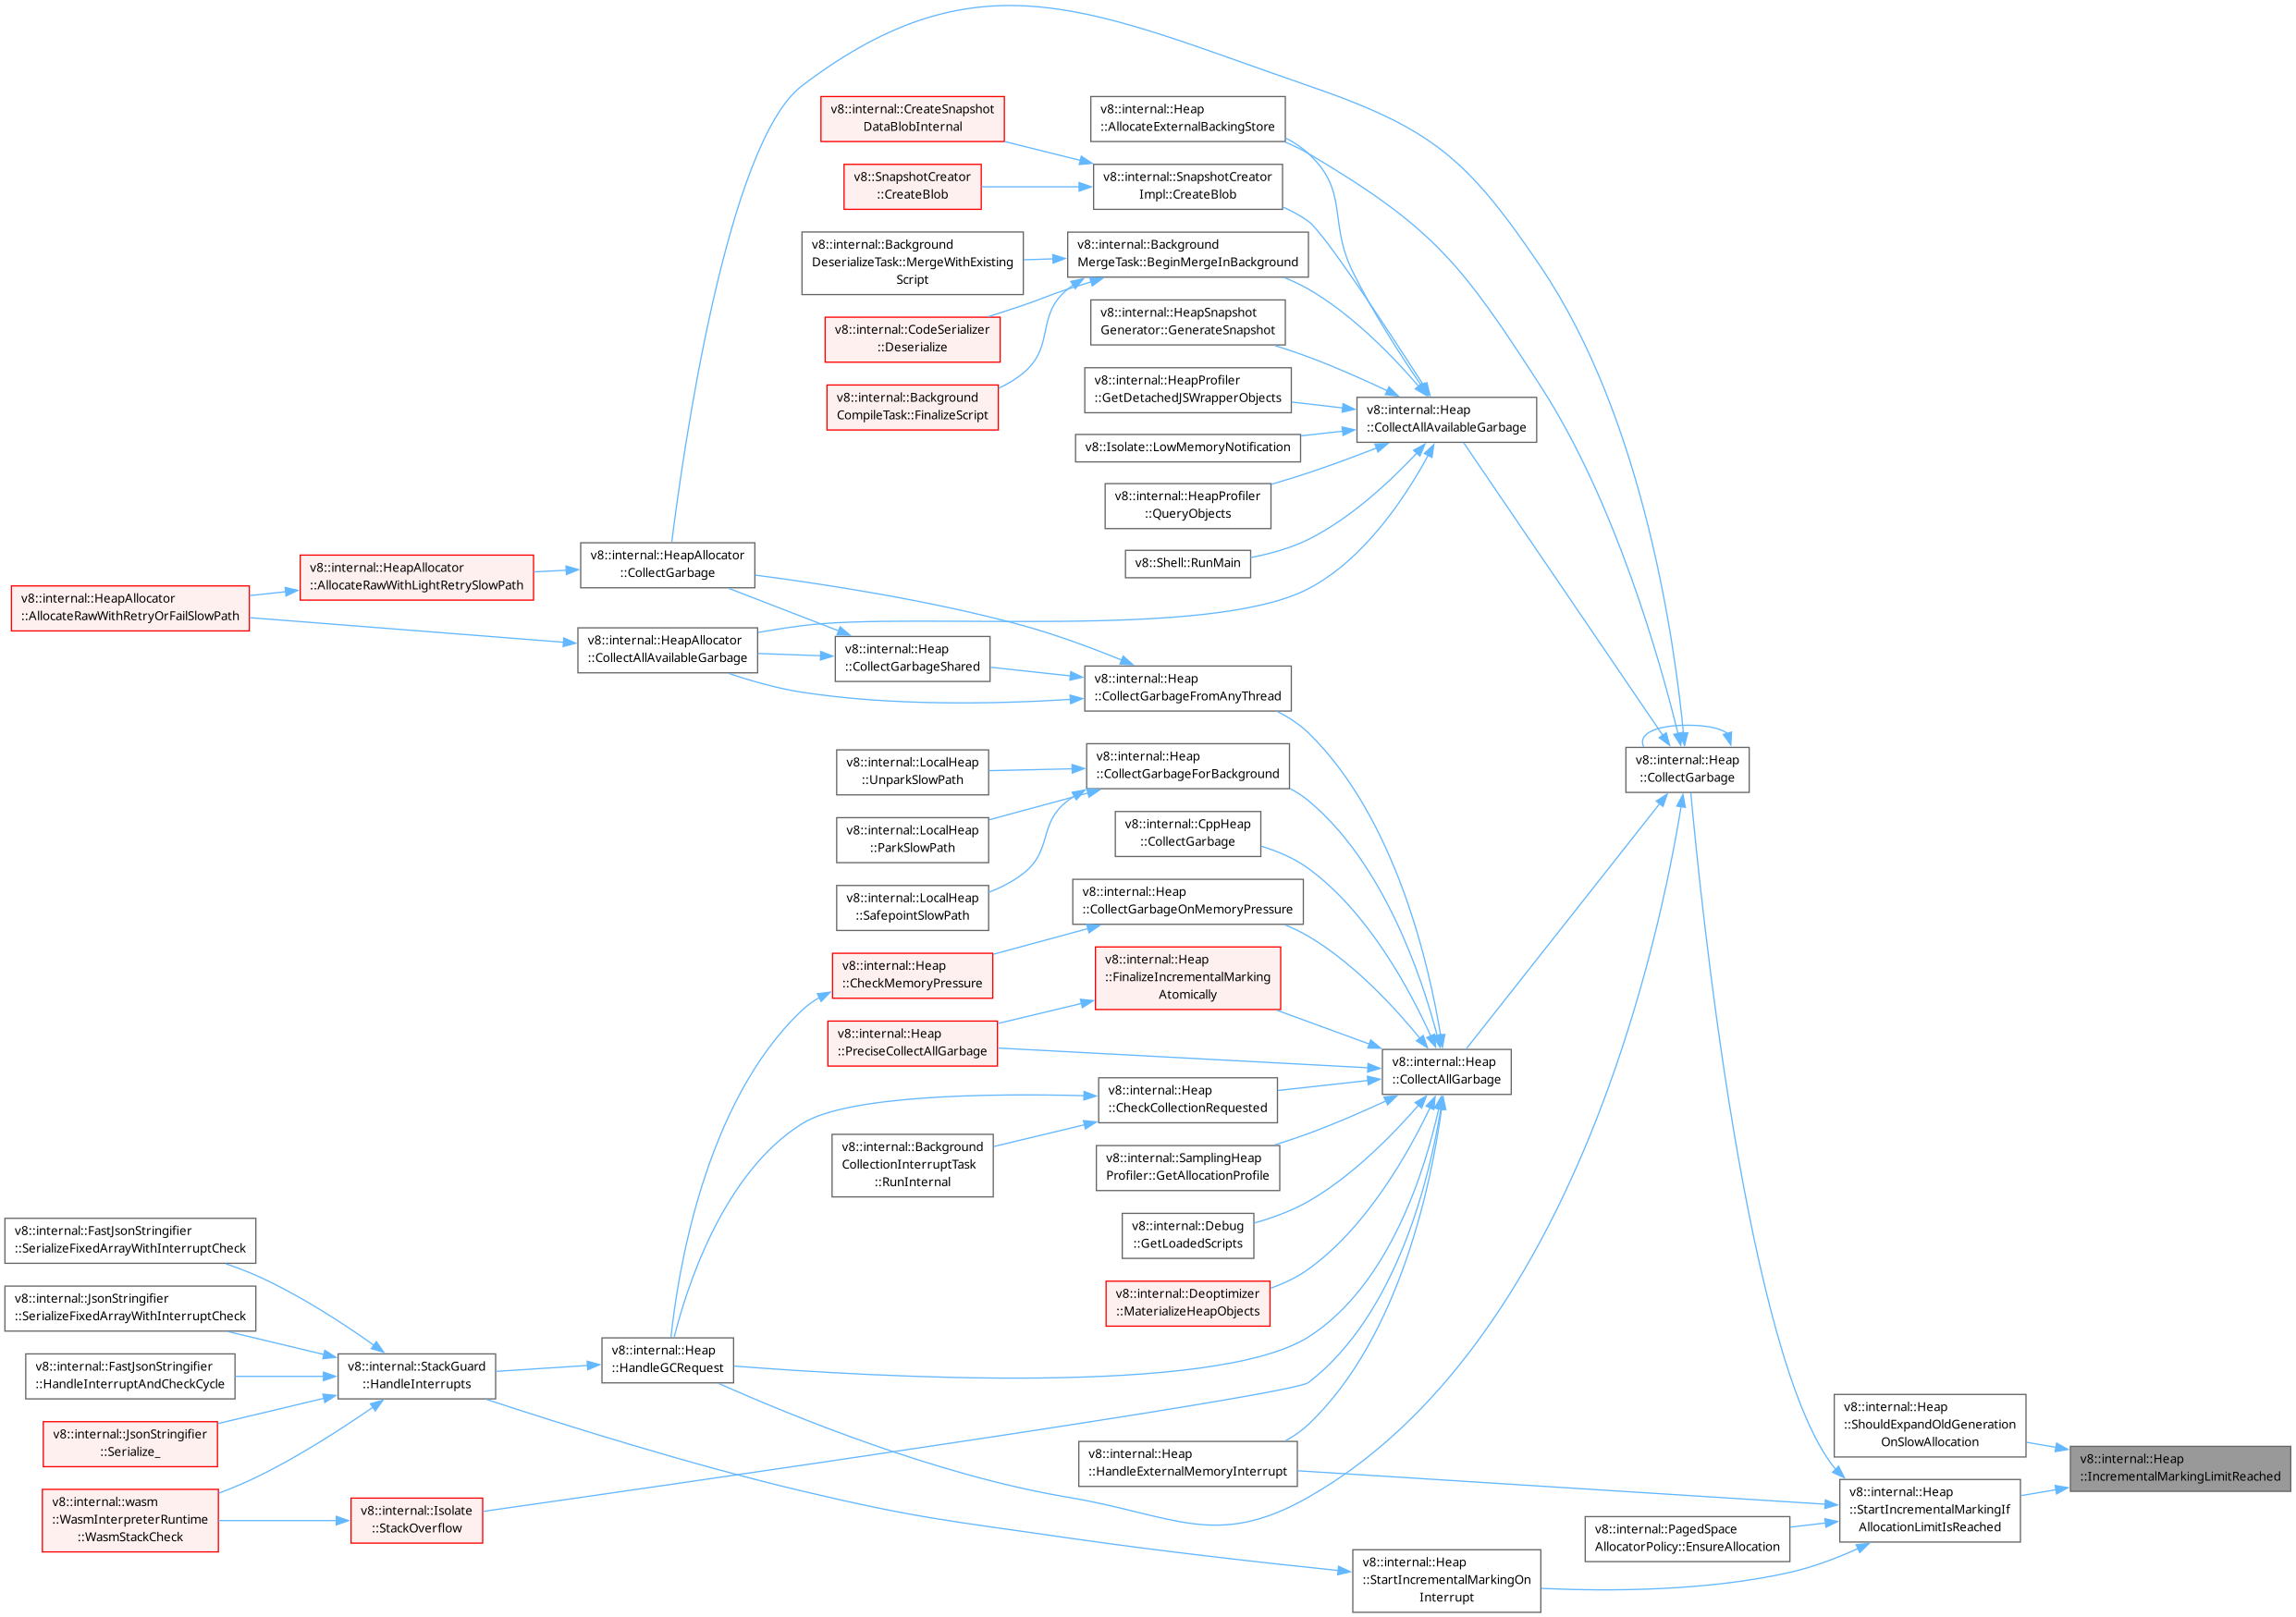 v8::internal::CreateSnapshot
DataBlobInternal
v8::internal::Heap
::AllocateExternalBackingStore
v8::SnapshotCreator
::CreateBlob
v8::internal::SnapshotCreator
Impl::CreateBlob
v8::internal::Background
DeserializeTask::MergeWithExisting
Script
v8::internal::Background
MergeTask::BeginMergeInBackground
v8::internal::CodeSerializer
::Deserialize
v8::internal::HeapSnapshot
Generator::GenerateSnapshot
v8::internal::Background
CompileTask::FinalizeScript
v8::internal::HeapProfiler
::GetDetachedJSWrapperObjects
v8::internal::Heap
::CollectAllAvailableGarbage
v8::Isolate::LowMemoryNotification
v8::internal::HeapProfiler
::QueryObjects
v8::Shell::RunMain
v8::internal::HeapAllocator
::CollectGarbage
v8::internal::HeapAllocator
::AllocateRawWithLightRetrySlowPath
v8::internal::HeapAllocator
::AllocateRawWithRetryOrFailSlowPath
v8::internal::HeapAllocator
::CollectAllAvailableGarbage
v8::internal::Heap
::CollectGarbageShared
v8::internal::Heap
::CollectGarbageFromAnyThread
v8::internal::Heap
::CollectGarbage
v8::internal::LocalHeap
::UnparkSlowPath
v8::internal::Heap
::CollectGarbageForBackground
v8::internal::LocalHeap
::ParkSlowPath
v8::internal::CppHeap
::CollectGarbage
v8::internal::LocalHeap
::SafepointSlowPath
v8::internal::Heap
::CollectGarbageOnMemoryPressure
v8::internal::Heap
::CheckMemoryPressure
v8::internal::Heap
::FinalizeIncrementalMarking
Atomically
v8::internal::Heap
::PreciseCollectAllGarbage
v8::internal::Heap
::CollectAllGarbage
v8::internal::Heap
::CheckCollectionRequested
v8::internal::Background
CollectionInterruptTask
::RunInternal
v8::internal::SamplingHeap
Profiler::GetAllocationProfile
v8::internal::Debug
::GetLoadedScripts
v8::internal::Deoptimizer
::MaterializeHeapObjects
v8::internal::FastJsonStringifier
::SerializeFixedArrayWithInterruptCheck
v8::internal::JsonStringifier
::SerializeFixedArrayWithInterruptCheck
v8::internal::FastJsonStringifier
::HandleInterruptAndCheckCycle
v8::internal::StackGuard
::HandleInterrupts
v8::internal::Heap
::HandleGCRequest
v8::internal::JsonStringifier
::Serialize_
v8::internal::wasm
::WasmInterpreterRuntime
::WasmStackCheck
v8::internal::Isolate
::StackOverflow
v8::internal::Heap
::HandleExternalMemoryInterrupt
v8::internal::Heap
::ShouldExpandOldGeneration
OnSlowAllocation
v8::internal::Heap
::IncrementalMarkingLimitReached
v8::internal::Heap
::StartIncrementalMarkingIf
AllocationLimitIsReached
v8::internal::PagedSpace
AllocatorPolicy::EnsureAllocation
v8::internal::Heap
::StartIncrementalMarkingOn
Interrupt